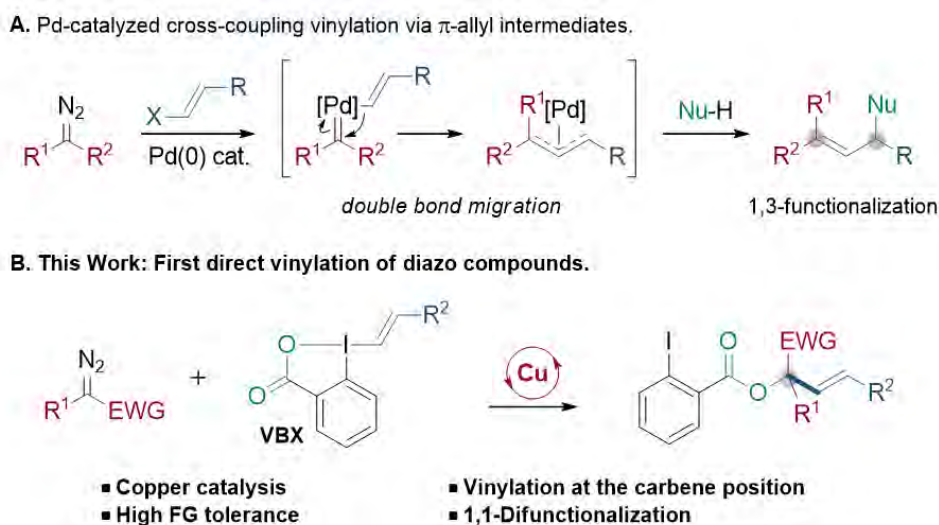 A. Pd-catalyzed cross-coupling vinylation via π-allyl intermediates.
N2
R1 R2
X R
Pd(0) cat.
[Pd] R
R1 R2
R1 [Pd]
R2 R
double bond migration
Nu-H
R1 Nu
R2 R
1,3-functionalization
B. This Work: First direct vinylation of diazo compounds.
N2
R1 EWG
+
O I R2
O
VBX
Cu
I O EWG
O R1 R2
▪ Copper catalysis
▪ High FG tolerance
▪ Vinylation at the carbene position
▪ 1,1-Difunctionalization